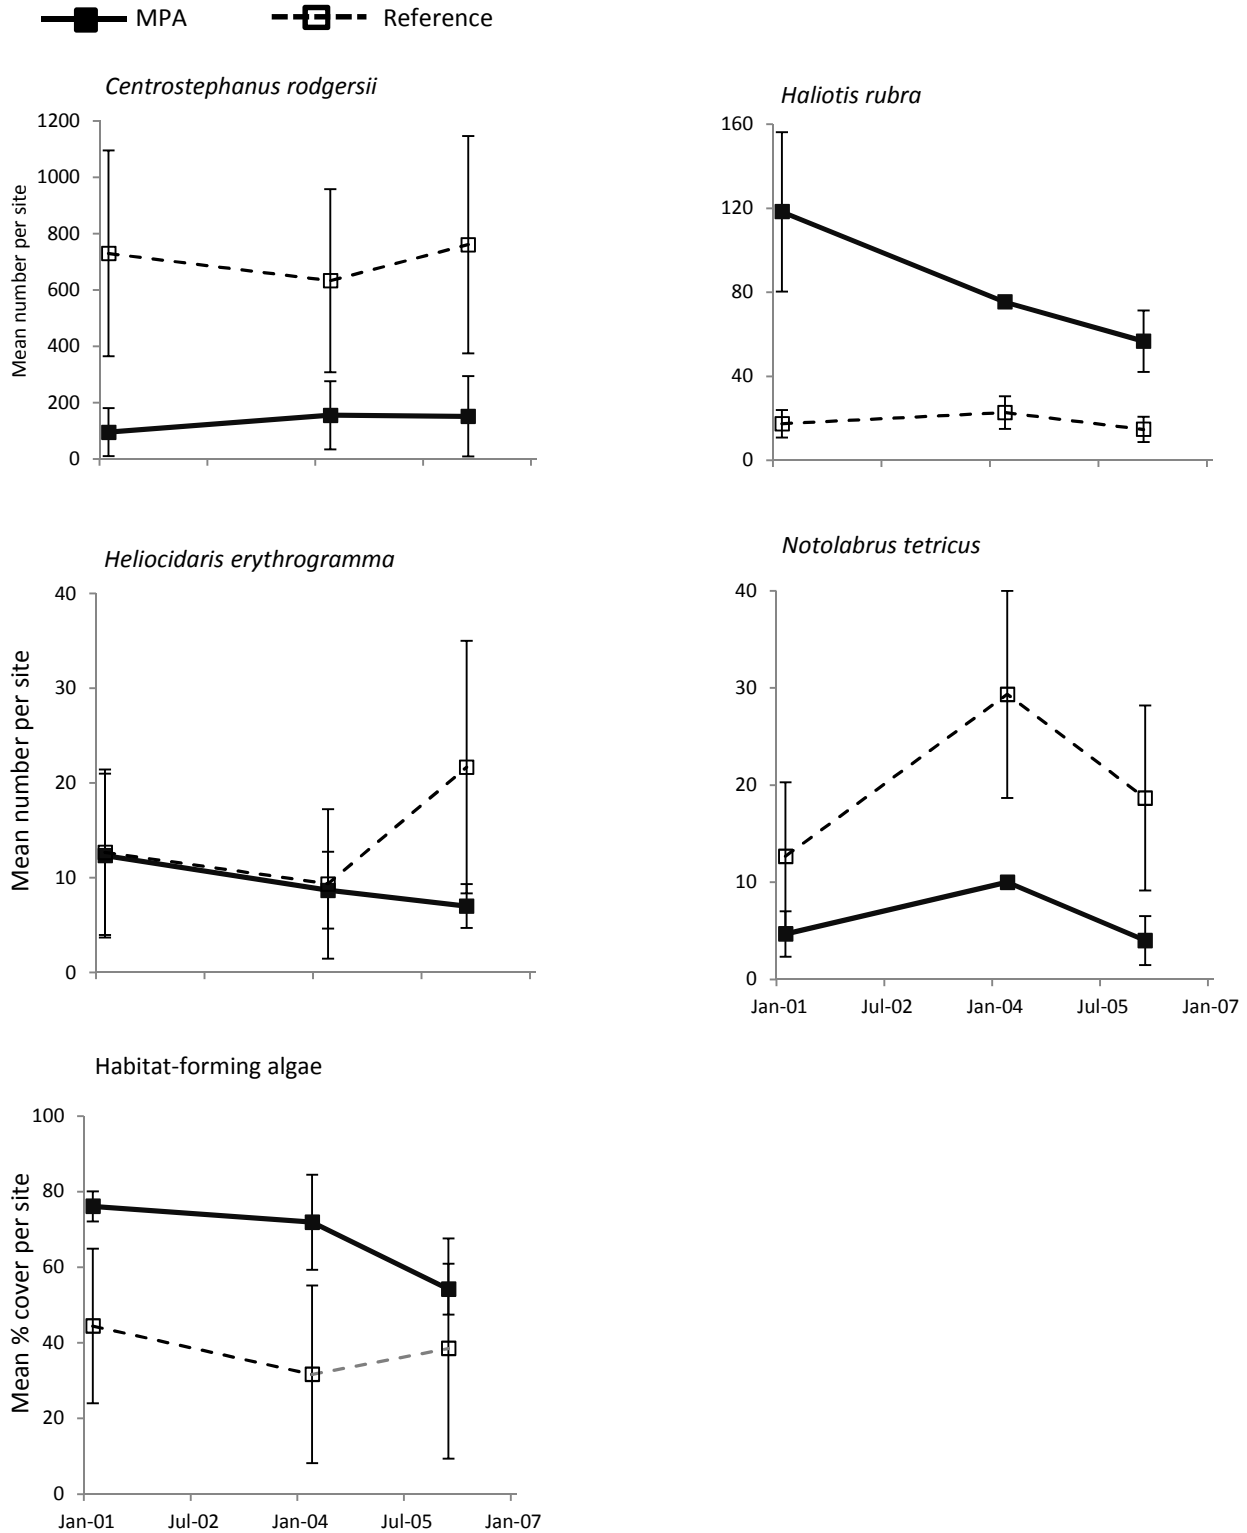 MPA
Reference
Centrostephanus rodgersii
Mean number per site
1200
1000
800
600
400
200
0
Haliotis rubra
160
120
80
40
0
Heliocidaris erythrogramma
Mean number per site
40
30
20
10
0
Notolabrus tetricus
40
30
20
10
0
Jan-01 Jul-02 Jan-04 Jul-05 Jan-07
Habitat-forming algae
Mean % cover per site
100
80
60
40
20
0
Jan-01 Jul-02 Jan-04 Jul-05 Jan-07